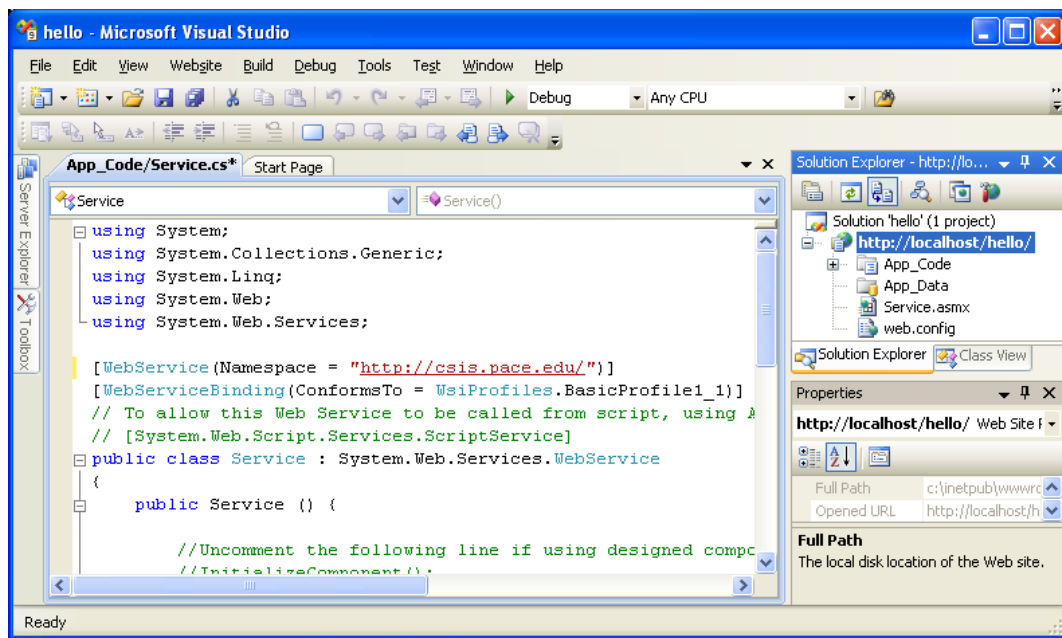 hello - Microsoft Visual Studio
File Edit View Website Build Debug Tools Test Window Help
Debug Any CPU
Server Explorer
Toolbox
App_Code/Service.cs* Start Page
Service Service()
using System;
using System.Collections.Generic;
using System.Linq;
using System.Web;
using System.Web.Services;
[WebService(Namespace = "http://csis.pace.edu/")]
[WebServiceBinding(ConformsTo = WsiProfiles.BasicProfile1_1)]
// To allow this Web Service to be called from script, using A
// [System.Web.Script.Services.ScriptService]
public class Service : System.Web.Services.WebService
{
public Service () {
//Uncomment the following line if using designed compo
//InitializeComponent();
Solution Explorer - http://lo...
Solution 'hello' (1 project)
http://localhost/hello/
App_Code
App_Data
Service.asmx
web.config
Solution Explorer Class View
Properties
http://localhost/hello/ Web Site
Full Path c:\inetpub\wwwrc
Opened URL http://localhost/h
Full Path
The local disk location of the Web site.
Ready